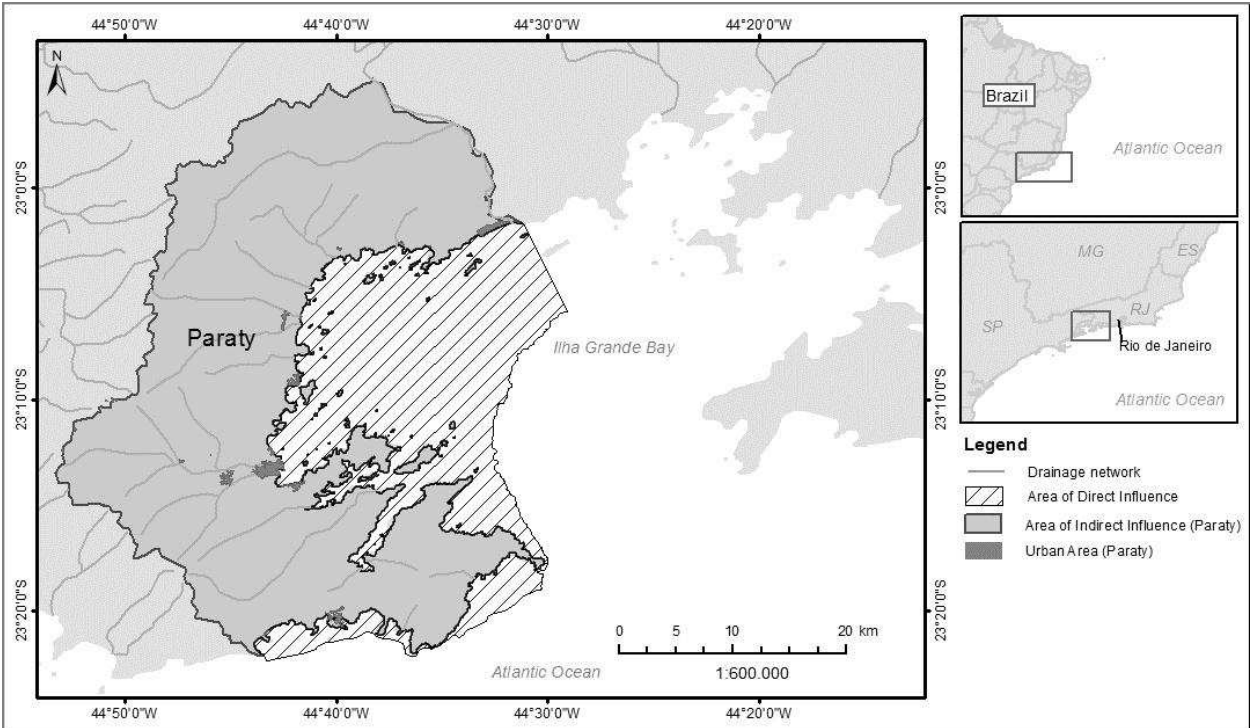 44°50'0"W 44°40'0"W 44°30'0"W 44°20'0"W
N
23°0'0"S
23°0'0"S
Paraty
Ilha Grande Bay
23°10'0"S
23°10'0"S
23°20'0"S
23°20'0"S
0 5 10 20 km
1:600.000
Atlantic Ocean
44°50'0"W 44°40'0"W 44°30'0"W 44°20'0"W
Brazil
Atlantic Ocean
MG
ES
SP
RJ
Rio de Janeiro
Atlantic Ocean
Legend
Drainage network
Area of Direct Influence
Area of Indirect Influence (Paraty)
Urban Area (Paraty)